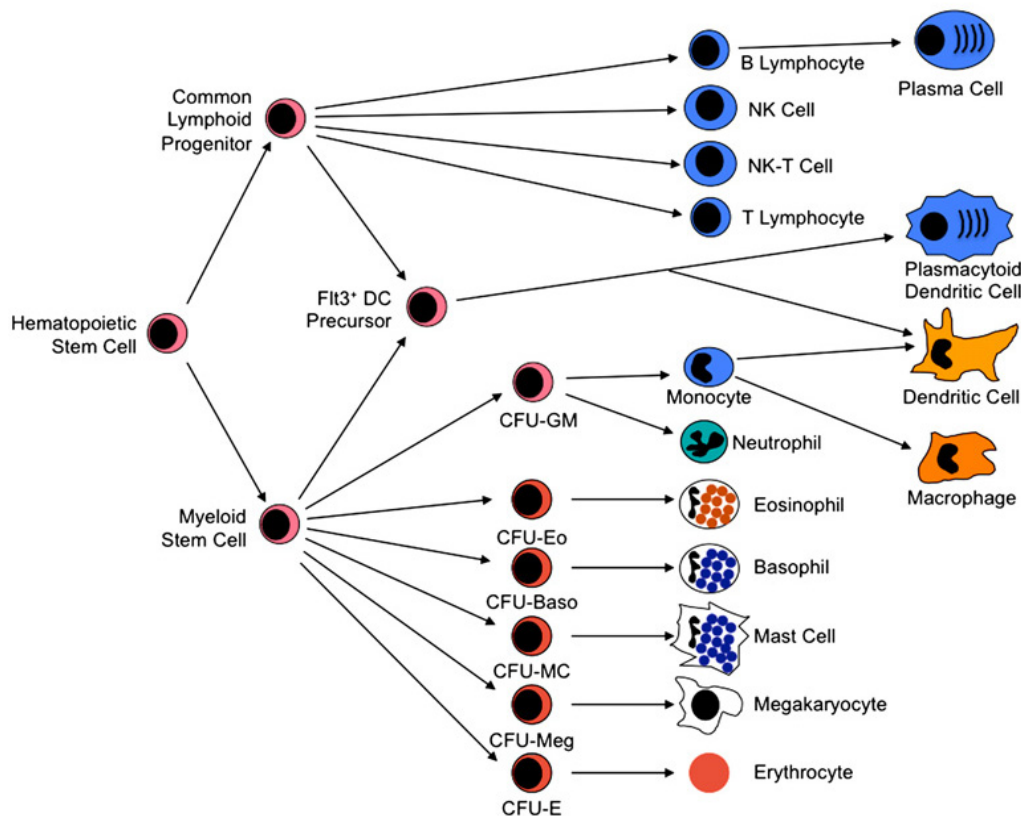 Common
Lymphoid
Progenitor
B Lymphocyte
Plasma Cell
NK Cell
NK-T Cell
T Lymphocyte
Plasmacytoid
Dendritic Cell
Flt3⁺ DC
Precursor
Hematopoietic
Stem Cell
CFU-GM
Monocyte
Dendritic Cell
Neutrophil
Macrophage
Myeloid
Stem Cell
CFU-Eo
Eosinophil
CFU-Baso
Basophil
CFU-MC
Mast Cell
CFU-Meg
Megakaryocyte
CFU-E
Erythrocyte